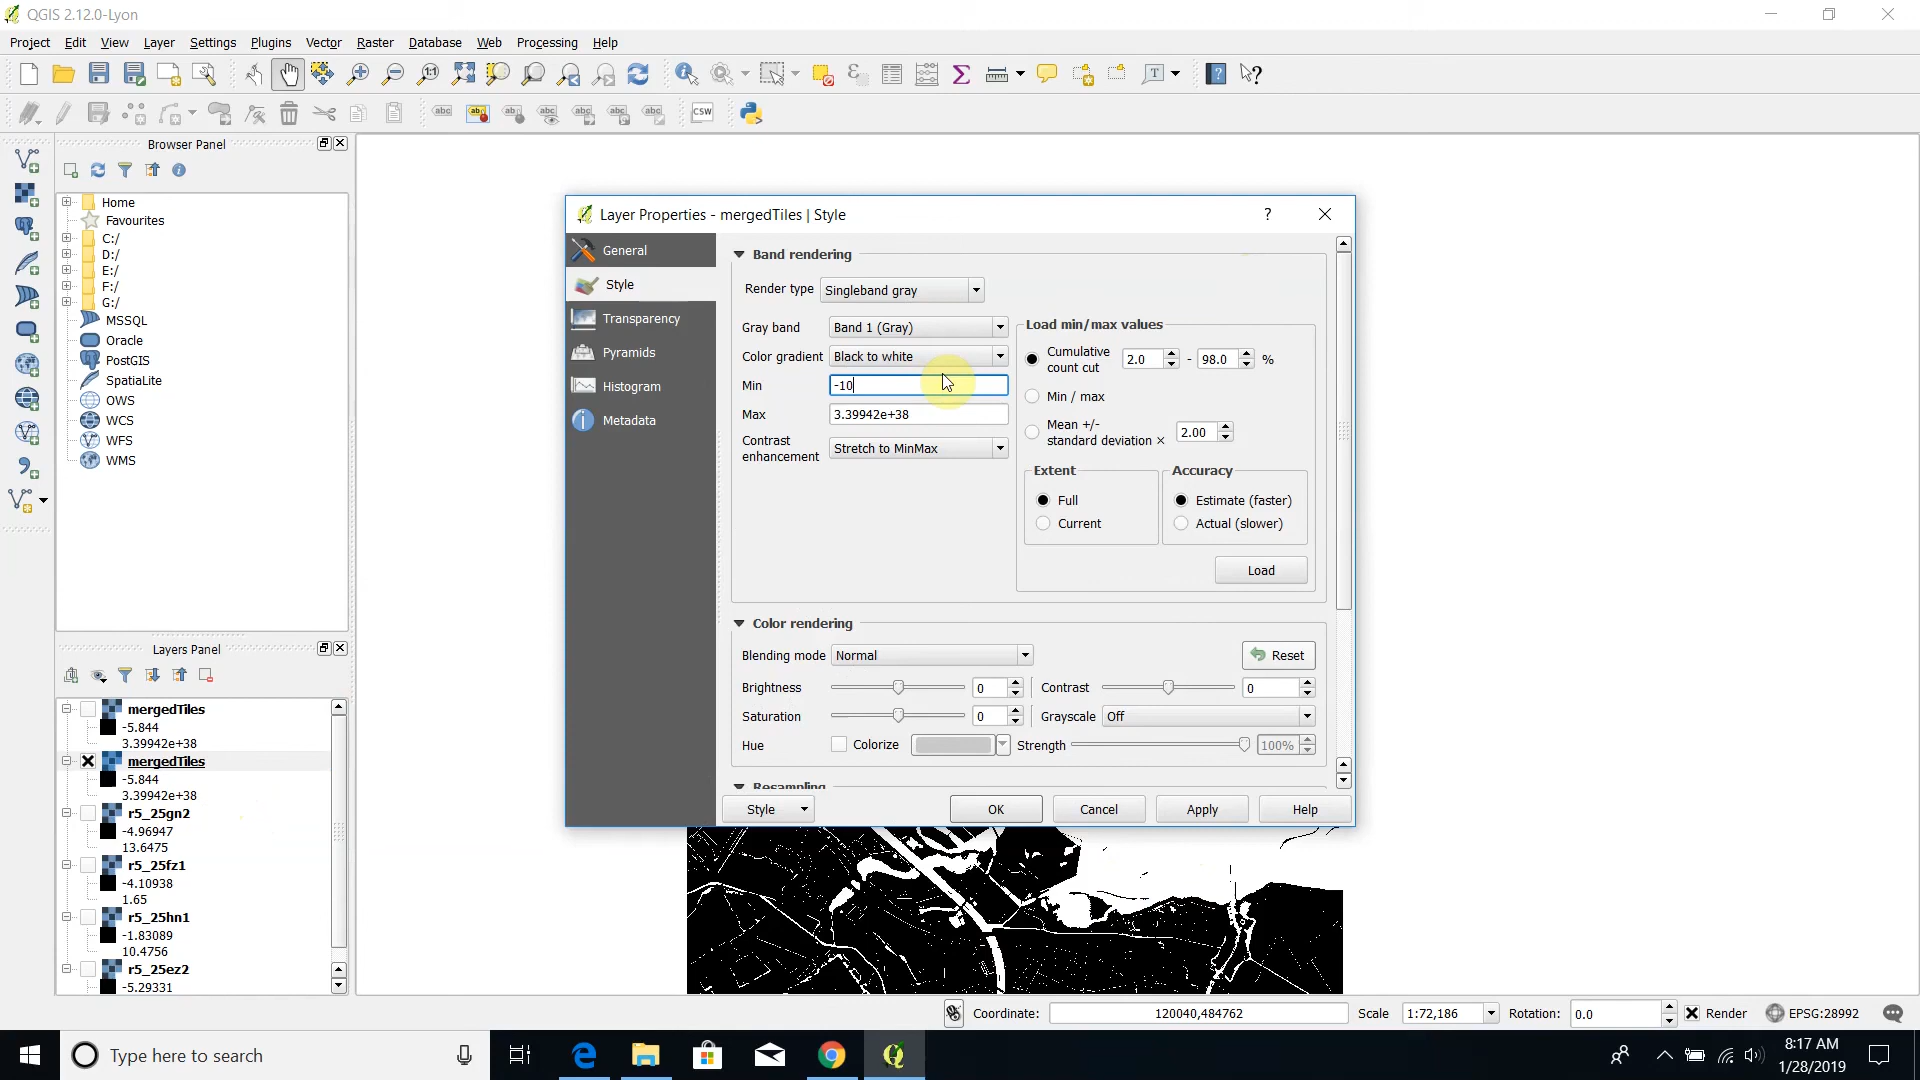 QGIS 2.12.0-Lyon
Project Edit View Layer Settings Plugins Vector Raster Database Web Processing Help
Browser Panel
Home
Favourites
C:/
D:/
E:/
F:/
G:/
MSSQL
Oracle
PostGIS
SpatiaLite
OWS
WCS
WFS
WMS
Layers Panel
mergedTiles
-5.844
3.39942e+38
mergedTiles
-5.844
3.39942e+38
r5_25gn2
-4.96947
13.6475
r5_25fz1
-4.10938
1.65
r5_25hn1
-1.83089
10.4756
r5_25ez2
-5.29331
Layer Properties - mergedTiles | Style
General
Style
Transparency
Pyramids
Histogram
Metadata
Band rendering
Render type Singleband gray
Gray band Band 1 (Gray)
Color gradient Black to white
Min -10
Max 3.39942e+38
Contrast
enhancement Stretch to MinMax
Load min/max values
Cumulative
count cut 2.0 - 98.0 %
Min / max
Mean +/-
standard deviation × 2.00
Extent
Full
Current
Accuracy
Estimate (faster)
Actual (slower)
Load
Color rendering
Blending mode Normal Reset
Brightness 0 Contrast 0
Saturation 0 Grayscale Off
Hue Colorize Strength 100%
Resampling
Style OK Cancel Apply Help
Coordinate: 120040,484762 Scale 1:72,186 Rotation: 0.0 Render EPSG:28992
Type here to search
8:17 AM
1/28/2019